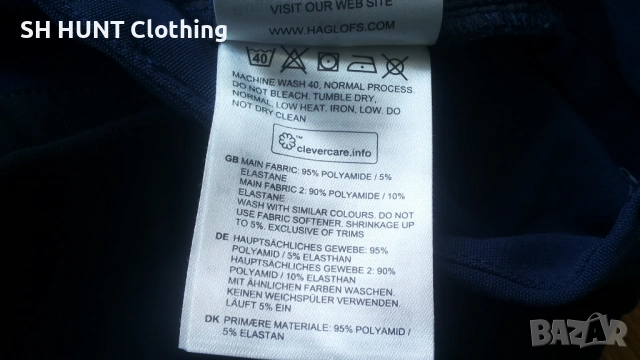 SH HUNT Clothing
VISIT OUR WEB SITE
WWW.HAGLOFS.COM
40
MACHINE WASH 40, NORMAL PROCESS.
DO NOT BLEACH, TUMBLE DRY,
NORMAL, LOW HEAT, IRON, LOW. DO
NOT DRY CLEAN
™
clevercare.info
GB MAIN FABRIC: 95% POLYAMIDE / 5%
ELASTANE
MAIN FABRIC 2: 90% POLYAMIDE / 10%
ELASTANE
WASH WITH SIMILAR COLOURS. DO NOT
USE FABRIC SOFTENER. SHRINKAGE UP
TO 5%. EXCLUSIVE OF TRIMS
DE HAUPTSÄCHLICHES GEWEBE: 95%
POLYAMID / 5% ELASTHAN
HAUPTSÄCHLICHES GEWEBE 2: 90%
POLYAMID / 10% ELASTHAN
MIT ÄHNLICHEN FARBEN WASCHEN.
KEINEN WEICHSPÜLER VERWENDEN.
LÄUFT 5% EIN
DK PRIMÆRE MATERIALE: 95% POLYAMID /
5% ELASTAN
BAZAR